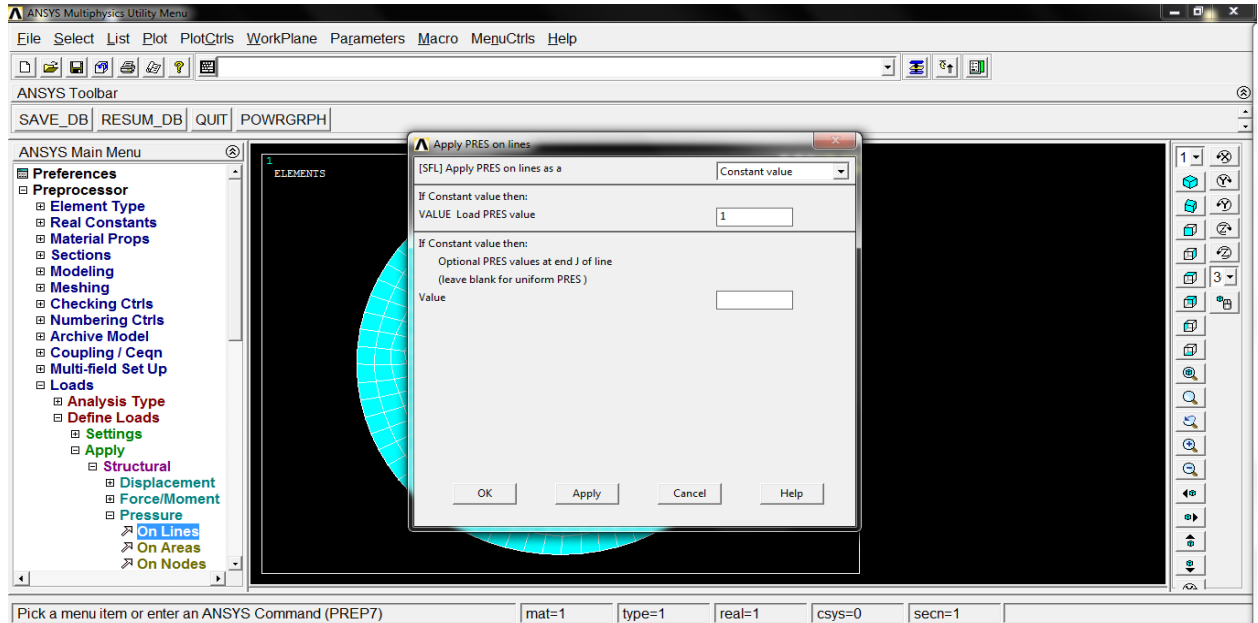 ANSYS Multiphysics Utility Menu
File Select List Plot PlotCtrls WorkPlane Parameters Macro MenuCtrls Help
ANSYS Toolbar
SAVE_DB RESUM_DB QUIT POWRGRPH
ANSYS Main Menu
Preferences
Preprocessor
Element Type
Real Constants
Material Props
Sections
Modeling
Meshing
Checking Ctrls
Numbering Ctrls
Archive Model
Coupling / Ceqn
Multi-field Set Up
Loads
Analysis Type
Define Loads
Settings
Apply
Structural
Displacement
Force/Moment
Pressure
On Lines
On Areas
On Nodes
1
ELEMENTS
Apply PRES on lines
[SFL] Apply PRES on lines as a Constant value
If Constant value then:
VALUE Load PRES value 1
If Constant value then:
Optional PRES values at end J of line
(leave blank for uniform PRES )
Value
OK Apply Cancel Help
1
3
Pick a menu item or enter an ANSYS Command (PREP7) mat=1 type=1 real=1 csys=0 secn=1